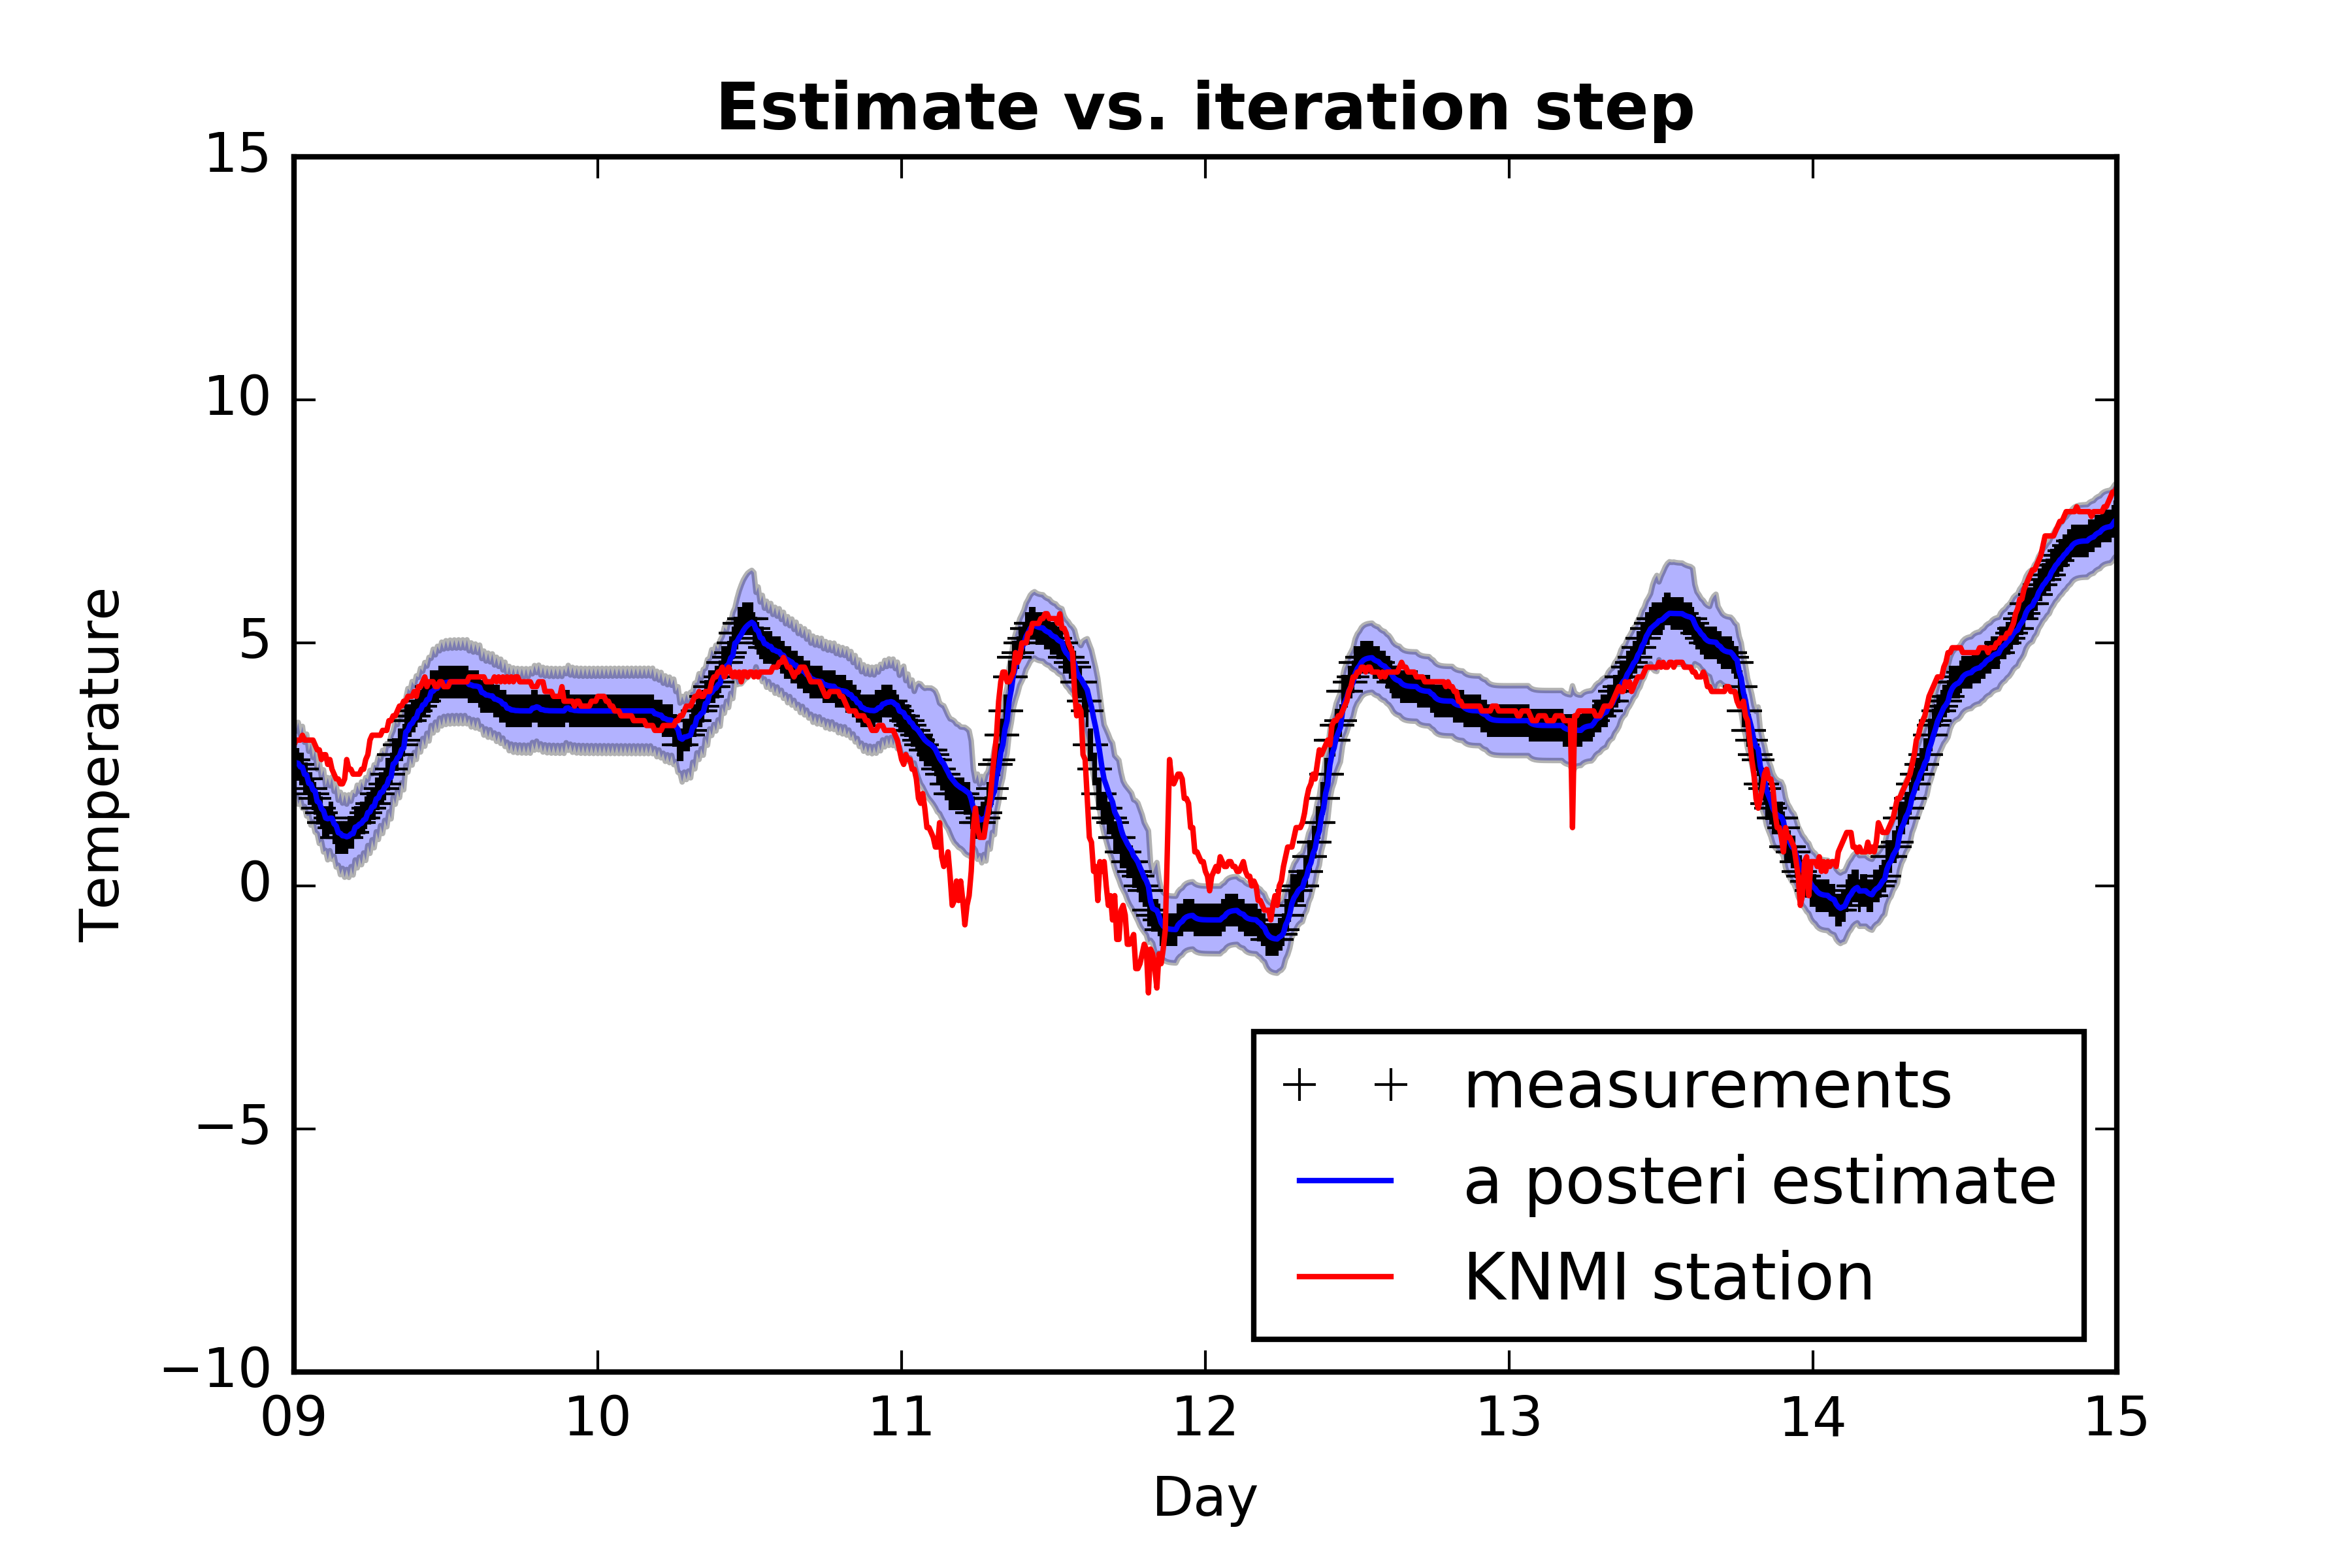 Estimate vs. iteration step
15
10
5
0
−5
−10
Temperature
measurements
a posteri estimate
KNMI station
09 10 11 12 13 14 15
Day